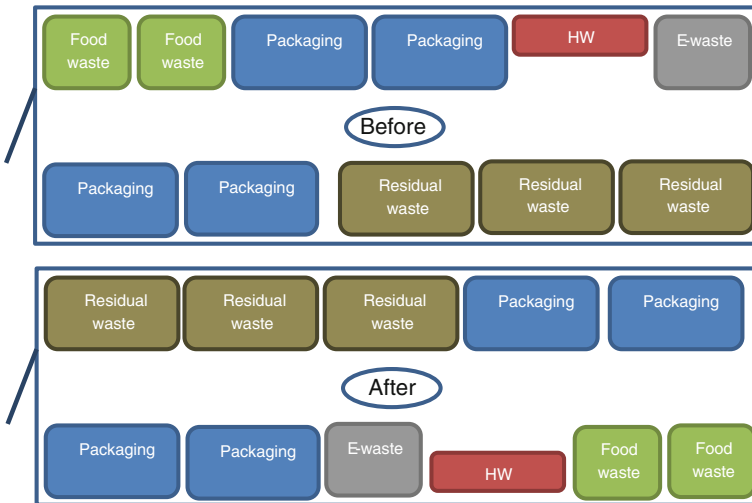 Food
waste
Food
waste
Packaging
Packaging
HW
E-waste
Before
Packaging
Packaging
Residual
waste
Residual
waste
Residual
waste
Residual
waste
Residual
waste
Residual
waste
Packaging
Packaging
After
Packaging
Packaging
E-waste
HW
Food
waste
Food
waste